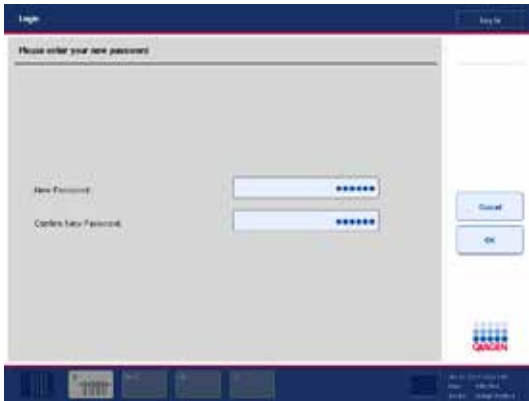 Login
Log In
Please enter your new password
New Password:
Confirm New Password:
Cancel
OK
QIAGEN